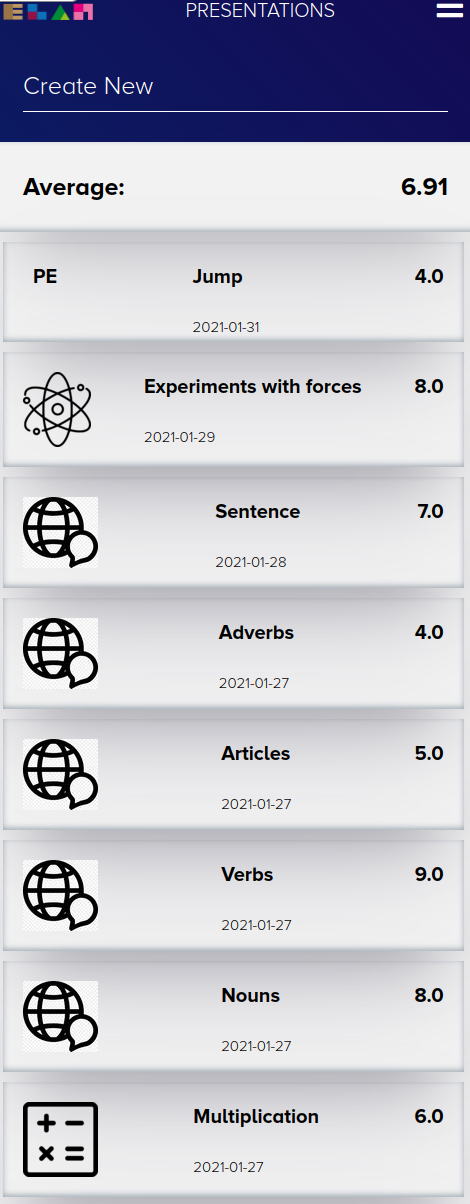 ELAN
PRESENTATIONS
Create New
Average: 6.91
PE Jump 4.0
2021-01-31
Experiments with forces 8.0
2021-01-29
Sentence 7.0
2021-01-28
Adverbs 4.0
2021-01-27
Articles 5.0
2021-01-27
Verbs 9.0
2021-01-27
Nouns 8.0
2021-01-27
Multiplication 6.0
2021-01-27